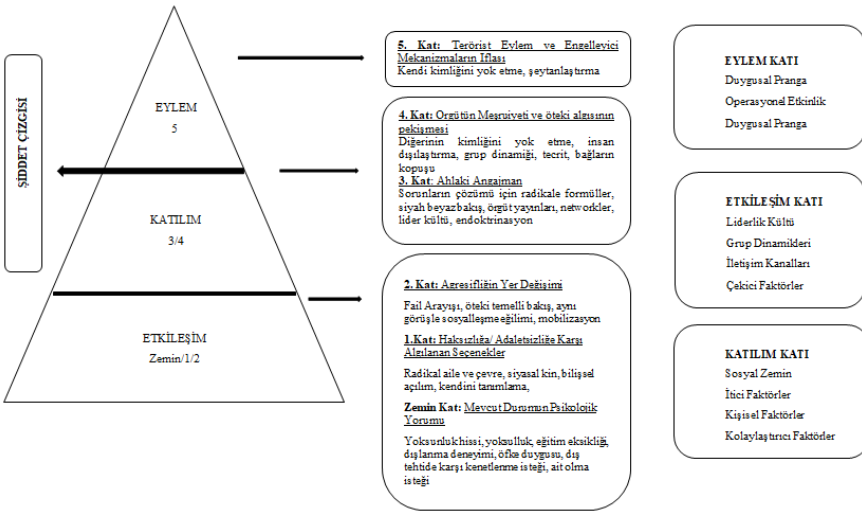 ŞİDDET ÇİZGİSİ
EYLEM
5
KATILIM
3/4
ETKİLEŞİM
Zemin/1/2
5. Kat: Terörist Eylem ve Engelleyici
Mekanizmaların İflası
Kendi kimliğini yok etme, şeytanlaştırma
4. Kat: Örgütün Meşruiyeti ve öteki algısının
pekişmesi
Diğerinin kimliğini yok etme, insan
dışılaştırma, grup dinamiği, tecrit, bağların
kopuşu
3. Kat: Ahlaki Angajman
Sorunların çözümü için radikale formüller,
siyah beyaz bakış, örgüt yayınları, networkler,
lider kültü, endoktrinasyon
2. Kat: Agresifliğin Yer Değişimi
Fail Arayışı, öteki temelli bakış, aynı
görüşle sosyalleşme eğilimi, mobilizasyon
1.Kat: Haksızlığa/ Adaletsizliğe Karşı
Algılanan Seçenekler
Radikal aile ve çevre, siyasal kin, bilişsel
açılım, kendini tanımlama,
Zemin Kat: Mevcut Durumun Psikolojik
Yorumu
Yoksunluk hissi, yoksulluk, eğitim eksikliği,
dışlanma deneyimi, öfke duygusu, dış
tehtide karşı kenetlenme isteği, ait olma
isteği
EYLEM KATI
Duygusal Pranga
Operasyonel Etkinlik
Duygusal Pranga
ETKİLEŞİM KATI
Liderlik Kültü
Grup Dinamikleri
İletişim Kanalları
Çekici Faktörler
KATILIM KATI
Sosyal Zemin
İtici Faktörler
Kişisel Faktörler
Kolaylaştırıcı Faktörler